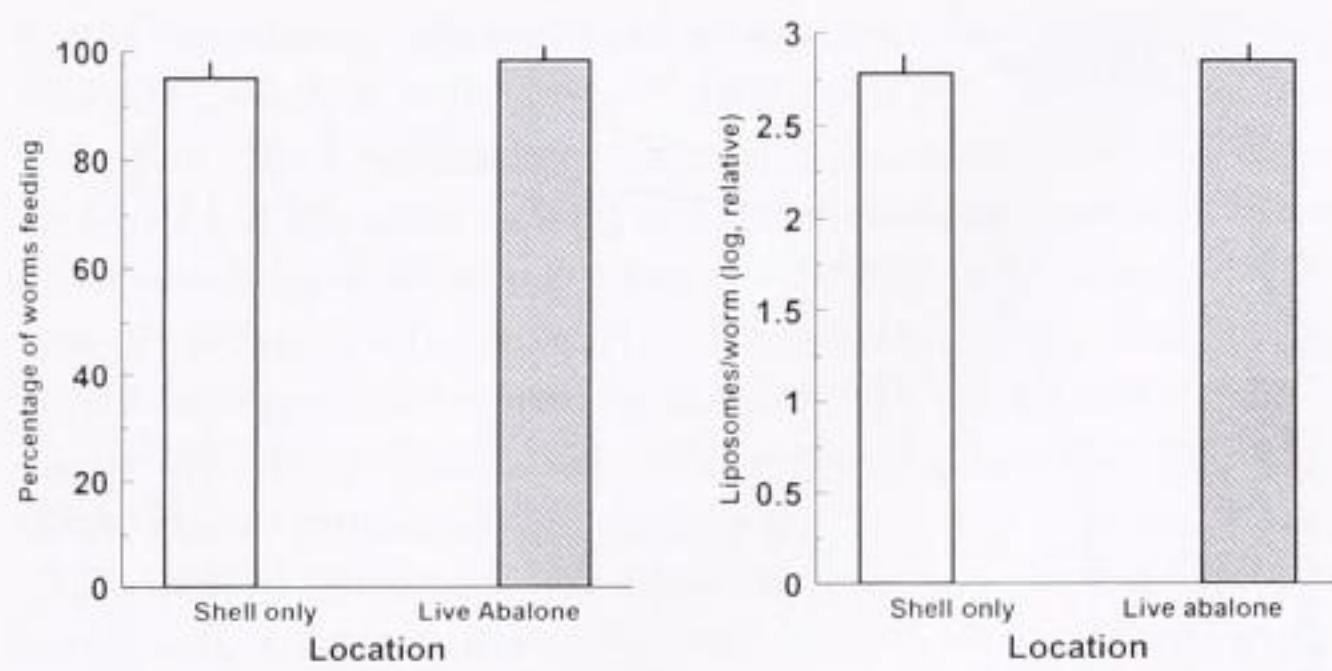 Percentage of worms feeding
100
80
60
40
20
0
Shell only Live Abalone
Location
Liposomes/worm (log, relative)
3
2.5
2
1.5
1
0.5
0
Shell only Live abalone
Location